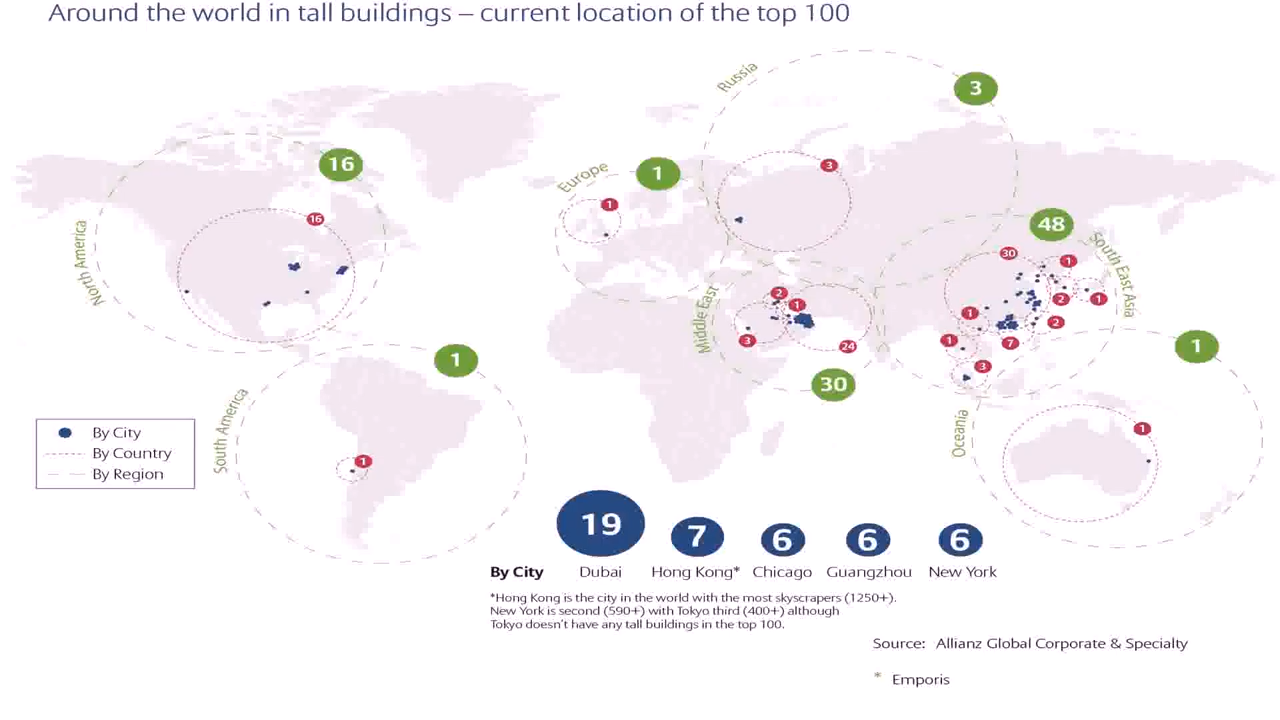 Around the world in tall buildings – current location of the top 100
Russia
3
3
16
Europe
1
1
North America
16
48
South East Asia
30
1
2
1
2
1
7
1
3
Middle East
2
1
3
24
30
1
South America
1
Oceania
1
1
By City
By Country
By Region
19
7
6
6
6
By City Dubai Hong Kong* Chicago Guangzhou New York
*Hong Kong is the city in the world with the most skyscrapers (1250+).
New York is second (590+) with Tokyo third (400+) although
Tokyo doesn't have any tall buildings in the top 100.
Source: Allianz Global Corporate & Specialty
* Emporis